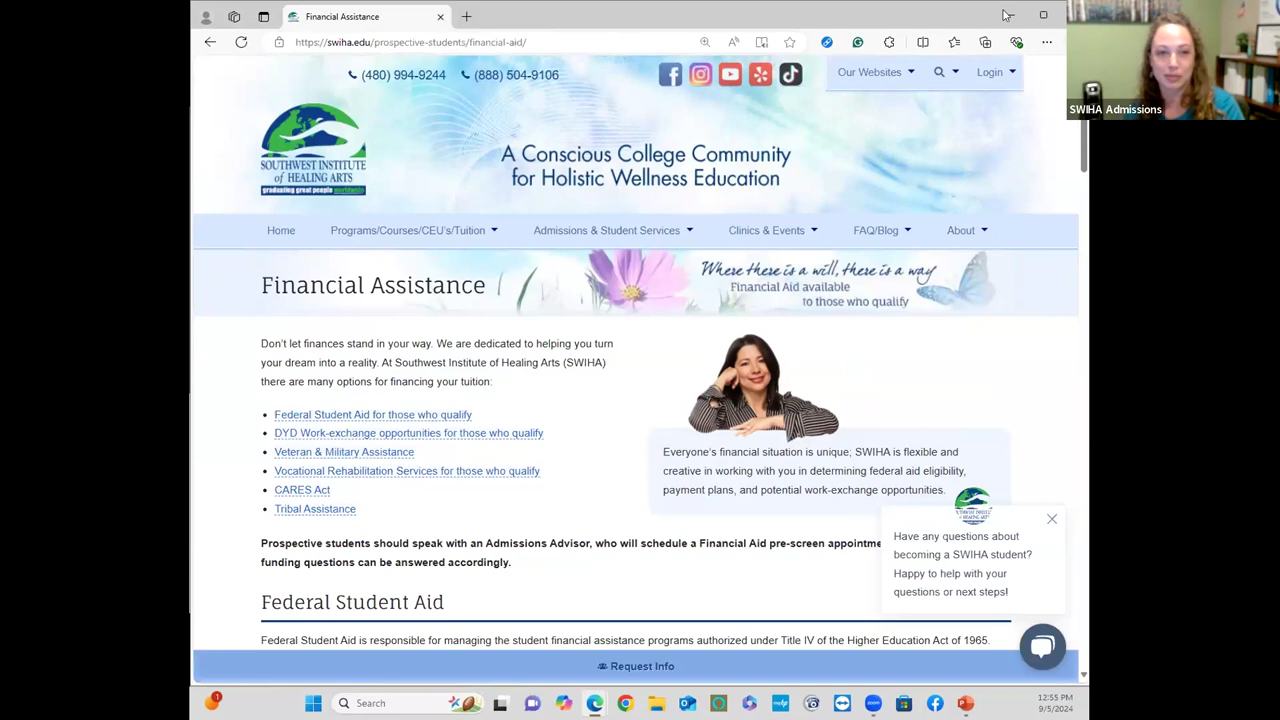 Financial Assistance
https://swiha.edu/prospective-students/financial-aid/
SWIHA Admissions
(480) 994-9244
(888) 504-9106
Our Websites
Login
SOUTHWEST INSTITUTE
of HEALING ARTS
graduating great people worldwide
A Conscious College Community
for Holistic Wellness Education
Home
Programs/Courses/CEU's/Tuition
Admissions & Student Services
Clinics & Events
FAQ/Blog
About
Financial Assistance
Where there is a will, there is a way
Financial Aid available
to those who qualify
Don't let finances stand in your way. We are dedicated to helping you turn
your dream into a reality. At Southwest Institute of Healing Arts (SWIHA)
there are many options for financing your tuition:
Federal Student Aid for those who qualify
DYD Work-exchange opportunities for those who qualify
Veteran & Military Assistance
Vocational Rehabilitation Services for those who qualify
CARES Act
Tribal Assistance
Everyone's financial situation is unique; SWIHA is flexible and
creative in working with you in determining federal aid eligibility,
payment plans, and potential work-exchange opportunities.
Prospective students should speak with an Admissions Advisor, who will schedule a Financial Aid pre-screen appointme
funding questions can be answered accordingly.
Have any questions about
becoming a SWIHA student?
Happy to help with your
questions or next steps!
Federal Student Aid
Federal Student Aid is responsible for managing the student financial assistance programs authorized under Title IV of the Higher Education Act of 1965.
Request Info
1
Search
12:55 PM
9/5/2024